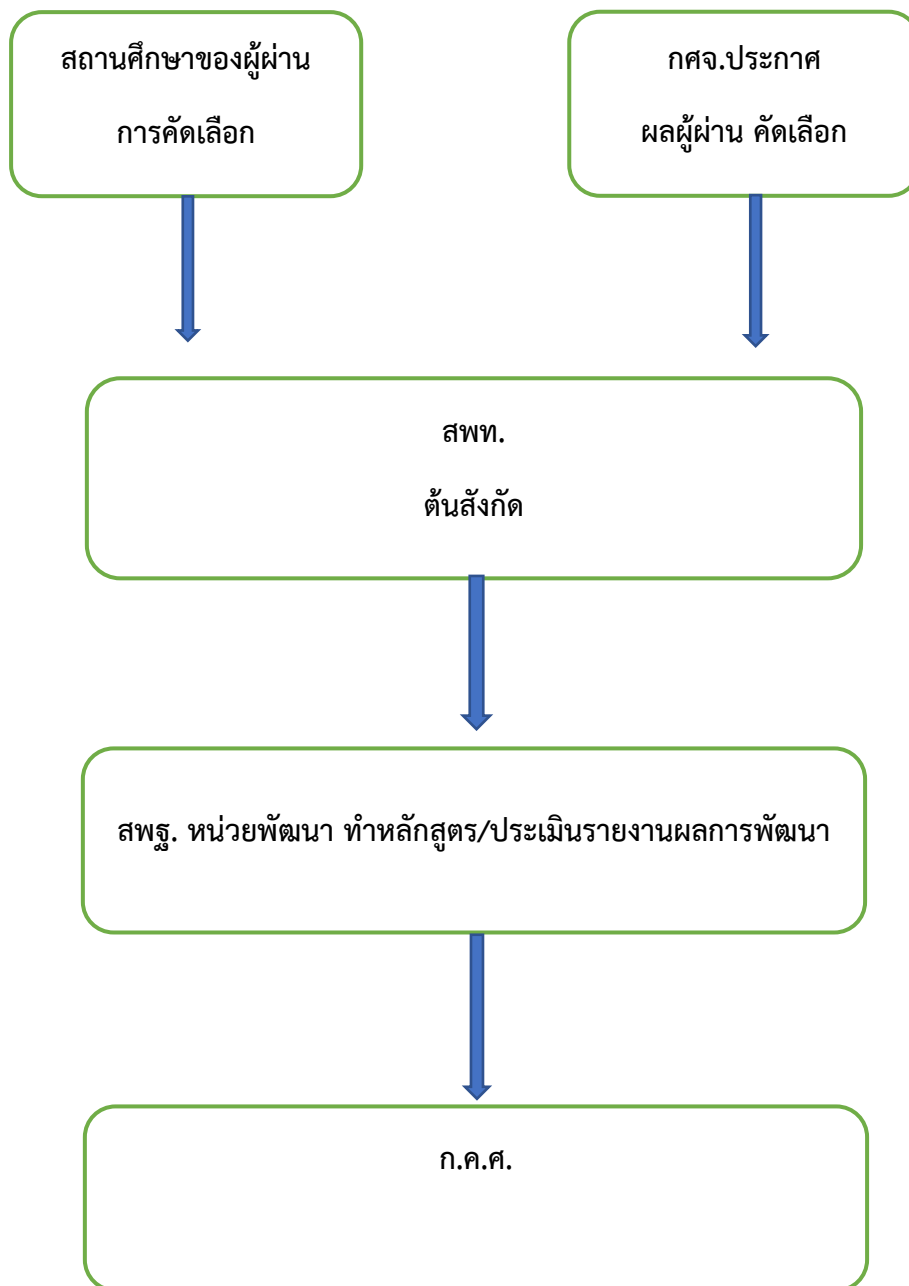 สถานศึกษาของผู้ผ่าน
การคัดเลือก
กศจ.ประกาศ
ผลผู้ผ่าน คัดเลือก
สพท.
ต้นสังกัด
สพฐ. หน่วยพัฒนา ทำหลักสูตร/ประเมินรายงานผลการพัฒนา
ก.ค.ศ.